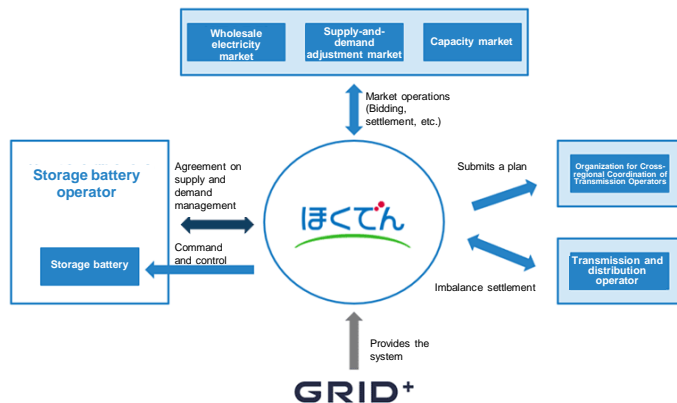 Wholesale
electricity
market
Supply-and-
demand
adjustment market
Capacity market
Market operations
(Bidding,
settlement, etc.)
Storage battery
operator
Agreement on
supply and
demand
management
Submits a plan
Organization for Cross-
regional Coordination of
Transmission Operators
ほくでん
Storage battery
Command
and control
Imbalance settlement
Transmission and
distribution
operator
Provides the
system
GRID+